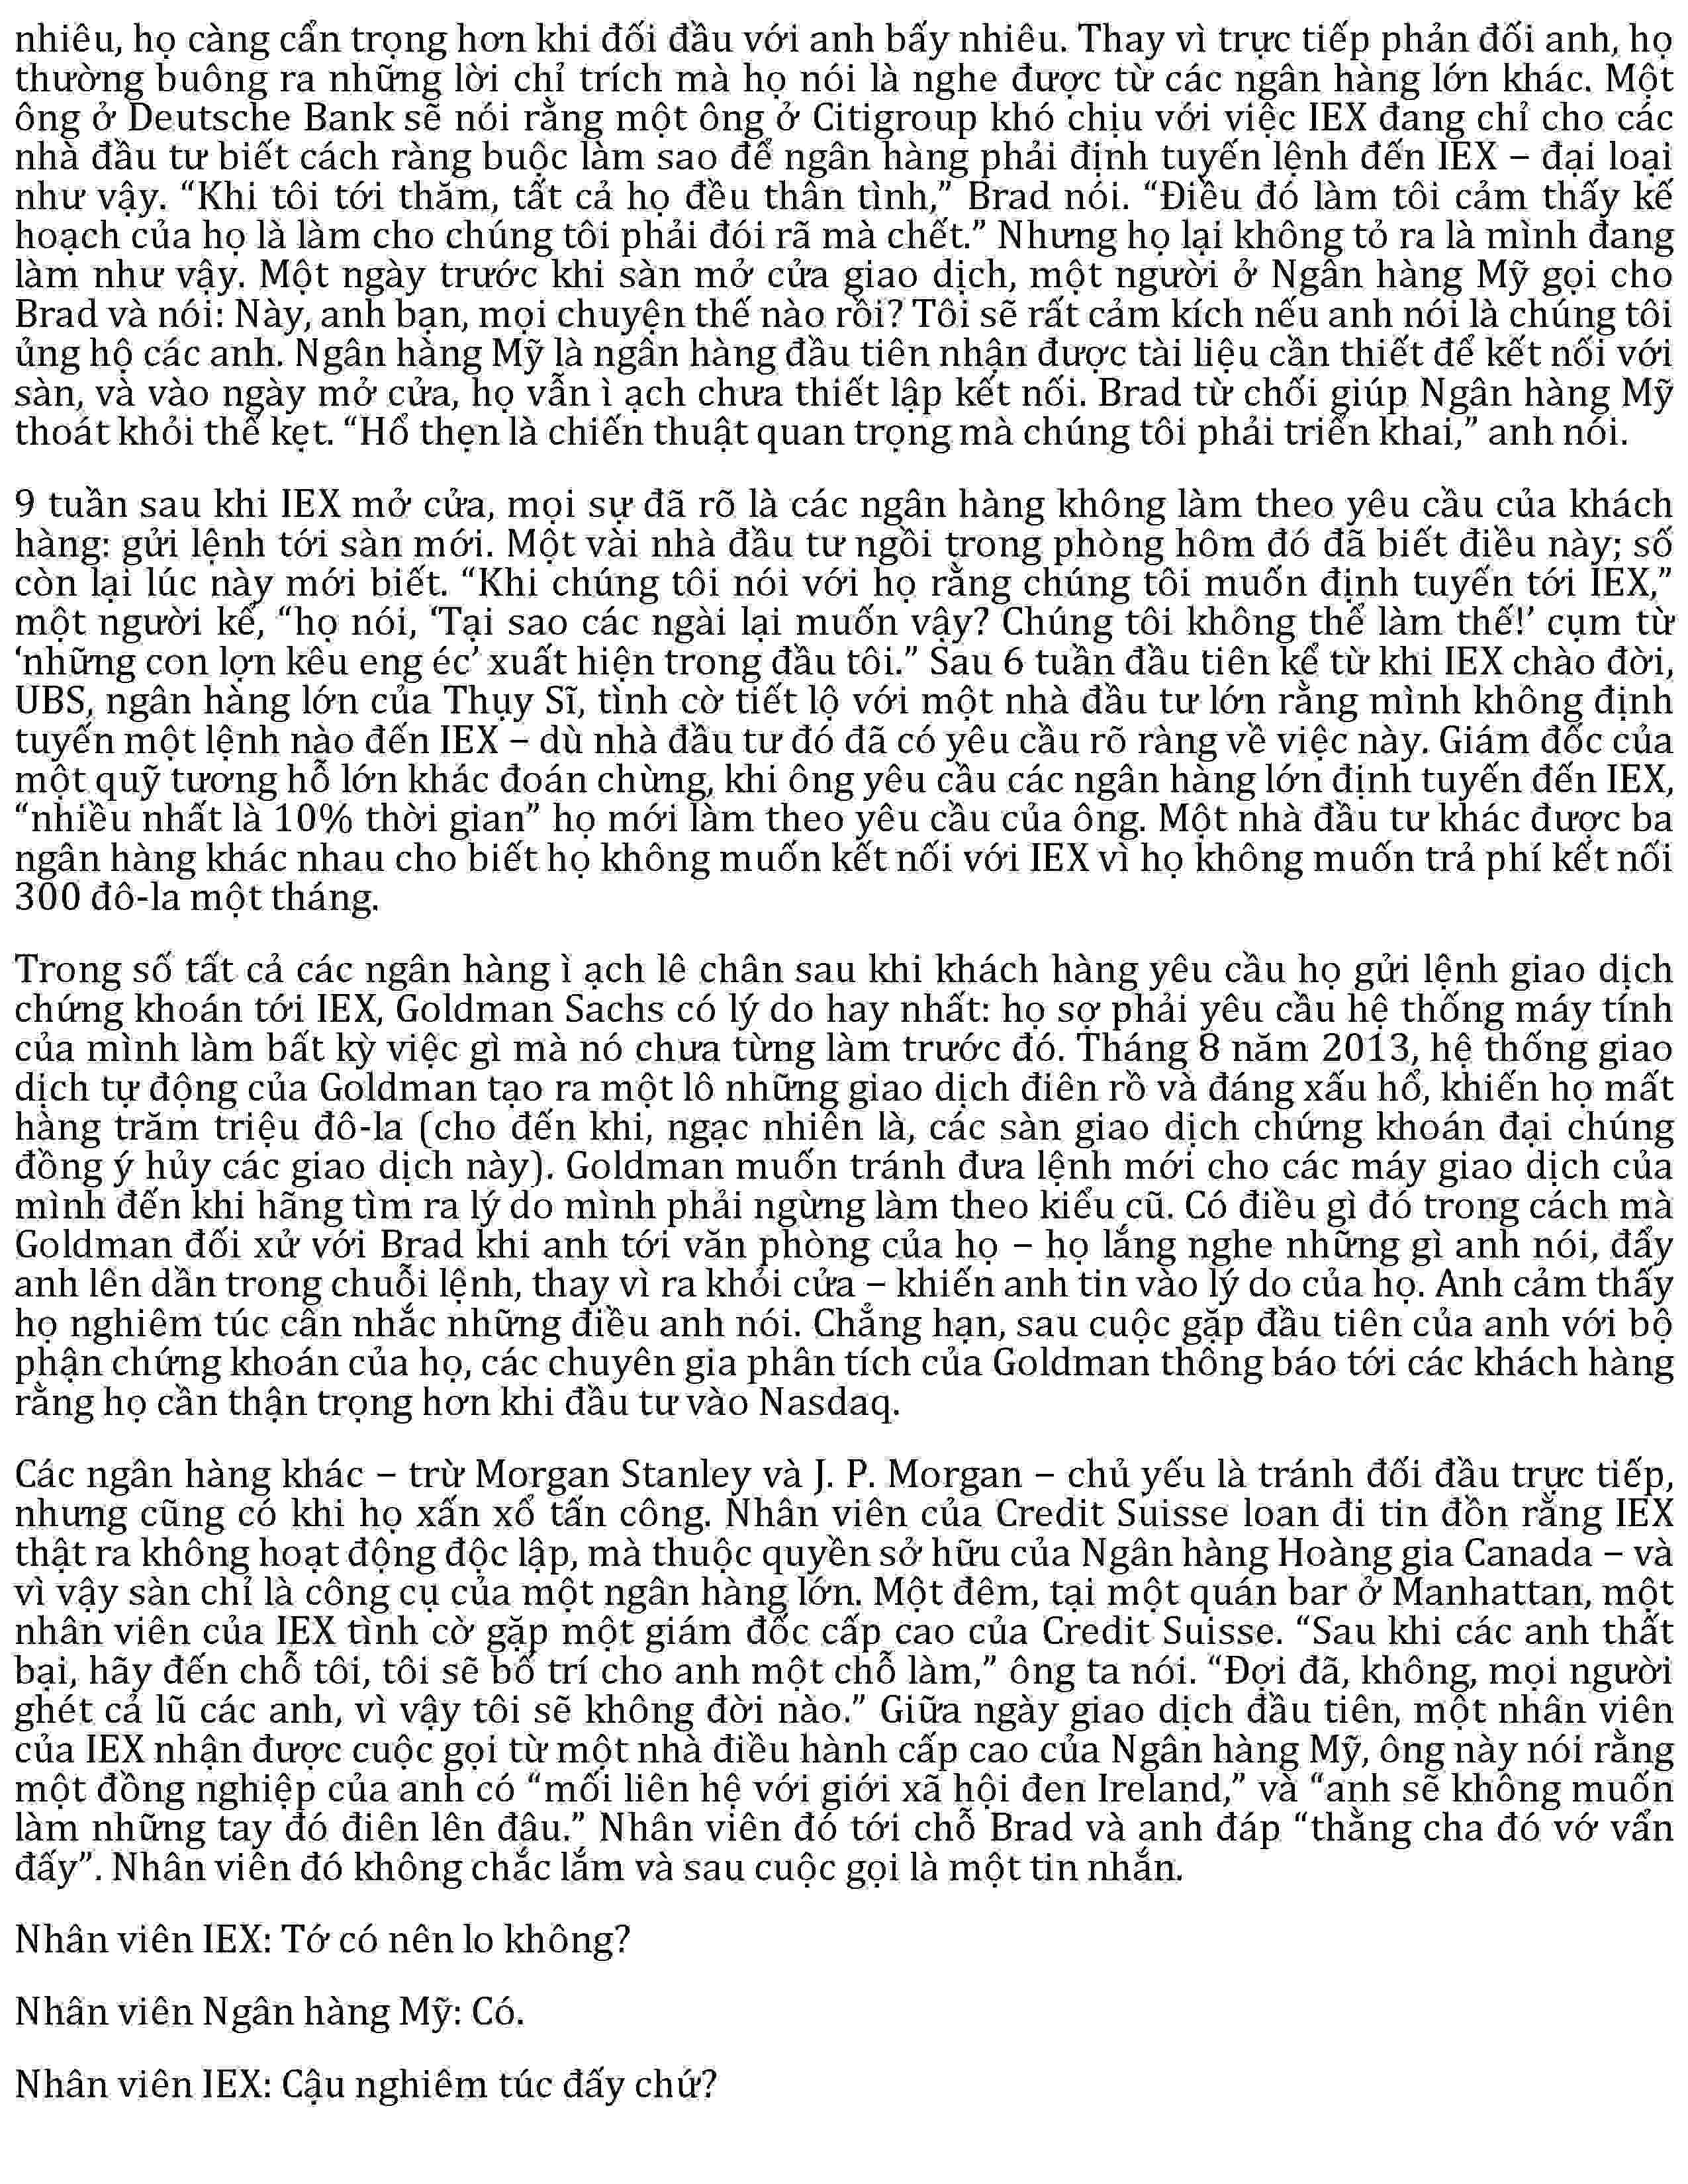 nhiêu, họ càng cẩn trọng hơn khi đối đầu với anh bấy nhiêu. Thay vì trực tiếp phản đối anh, họ
thường buông ra những lời chỉ trích mà họ nói là nghe được từ các ngân hàng lớn khác. Một
ông ở Deutsche Bank sẽ nói rằng một ông ở Citigroup khó chịu với việc IEX đang chỉ cho các
nhà đầu tư biết cách ràng buộc làm sao để ngân hàng phải định tuyến lệnh đến IEX – đại loại
như vậy. “Khi tôi tới thăm, tất cả họ đều thân tình,” Brad nói. “Điều đó làm tôi cảm thấy kế
hoạch của họ là làm cho chúng tôi phải đói rã mà chết.” Nhưng họ lại không tỏ ra là mình đang
làm như vậy. Một ngày trước khi sàn mở cửa giao dịch, một người ở Ngân hàng Mỹ gọi cho
Brad và nói: Này, anh bạn, mọi chuyện thế nào rồi? Tôi sẽ rất cảm kích nếu anh nói là chúng tôi
ủng hộ các anh. Ngân hàng Mỹ là ngân hàng đầu tiên nhận được tài liệu cần thiết để kết nối với
sàn, và vào ngày mở cửa, họ vẫn ì ạch chưa thiết lập kết nối. Brad từ chối giúp Ngân hàng Mỹ
thoát khỏi thế kẹt. “Hổ thẹn là chiến thuật quan trọng mà chúng tôi phải triển khai,” anh nói.
9 tuần sau khi IEX mở cửa, mọi sự đã rõ là các ngân hàng không làm theo yêu cầu của khách
hàng: gửi lệnh tới sàn mới. Một vài nhà đầu tư ngồi trong phòng hôm đó đã biết điều này; số
còn lại lúc này mới biết. “Khi chúng tôi nói với họ rằng chúng tôi muốn định tuyến tới IEX,”
một người kể, “họ nói, ‘Tại sao các ngài lại muốn vậy? Chúng tôi không thể làm thế!’ cụm từ
‘những con lợn kêu eng éc’ xuất hiện trong đầu tôi.” Sau 6 tuần đầu tiên kể từ khi IEX chào đời,
UBS, ngân hàng lớn của Thụy Sĩ, tình cờ tiết lộ với một nhà đầu tư lớn rằng mình không định
tuyến một lệnh nào đến IEX – dù nhà đầu tư đó đã có yêu cầu rõ ràng về việc này. Giám đốc của
một quỹ tương hỗ lớn khác đoán chừng, khi ông yêu cầu các ngân hàng lớn định tuyến đến IEX,
“nhiều nhất là 10% thời gian” họ mới làm theo yêu cầu của ông. Một nhà đầu tư khác được ba
ngân hàng khác nhau cho biết họ không muốn kết nối với IEX vì họ không muốn trả phí kết nối
300 đô-la một tháng.
Trong số tất cả các ngân hàng ì ạch lê chân sau khi khách hàng yêu cầu họ gửi lệnh giao dịch
chứng khoán tới IEX, Goldman Sachs có lý do hay nhất: họ sợ phải yêu cầu hệ thống máy tính
của mình làm bất kỳ việc gì mà nó chưa từng làm trước đó. Tháng 8 năm 2013, hệ thống giao
dịch tự động của Goldman tạo ra một lô những giao dịch điên rồ và đáng xấu hổ, khiến họ mất
hàng trăm triệu đô-la (cho đến khi, ngạc nhiên là, các sàn giao dịch chứng khoán đại chúng
đồng ý hủy các giao dịch này). Goldman muốn tránh đưa lệnh mới cho các máy giao dịch của
mình đến khi hãng tìm ra lý do mình phải ngừng làm theo kiểu cũ. Có điều gì đó trong cách mà
Goldman đối xử với Brad khi anh tới văn phòng của họ – họ lắng nghe những gì anh nói, đẩy
anh lên dần trong chuỗi lệnh, thay vì ra khỏi cửa – khiến anh tin vào lý do của họ. Anh cảm thấy
họ nghiêm túc cân nhắc những điều anh nói. Chẳng hạn, sau cuộc gặp đầu tiên của anh với bộ
phận chứng khoán của họ, các chuyên gia phân tích của Goldman thông báo tới các khách hàng
rằng họ cần thận trọng hơn khi đầu tư vào Nasdaq.
Các ngân hàng khác – trừ Morgan Stanley và J. P. Morgan – chủ yếu là tránh đối đầu trực tiếp,
nhưng cũng có khi họ xấn xổ tấn công. Nhân viên của Credit Suisse loan đi tin đồn rằng IEX
thật ra không hoạt động độc lập, mà thuộc quyền sở hữu của Ngân hàng Hoàng gia Canada – và
vì vậy sàn chỉ là công cụ của một ngân hàng lớn. Một đêm, tại một quán bar ở Manhattan, một
nhân viên của IEX tình cờ gặp một giám đốc cấp cao của Credit Suisse. “Sau khi các anh thất
bại, hãy đến chỗ tôi, tôi sẽ bố trí cho anh một chỗ làm,” ông ta nói. “Đợi đã, không, mọi người
ghét cả lũ các anh, vì vậy tôi sẽ không đời nào.” Giữa ngày giao dịch đầu tiên, một nhân viên
của IEX nhận được cuộc gọi từ một nhà điều hành cấp cao của Ngân hàng Mỹ, ông này nói rằng
một đồng nghiệp của anh có “mối liên hệ với giới xã hội đen Ireland,” và “anh sẽ không muốn
làm những tay đó điên lên đâu.” Nhân viên đó tới chỗ Brad và anh đáp “thằng cha đó vớ vẩn
đấy”. Nhân viên đó không chắc lắm và sau cuộc gọi là một tin nhắn.
Nhân viên IEX: Tớ có nên lo không?
Nhân viên Ngân hàng Mỹ: Có.
Nhân viên IEX: Cậu nghiêm túc đấy chứ?